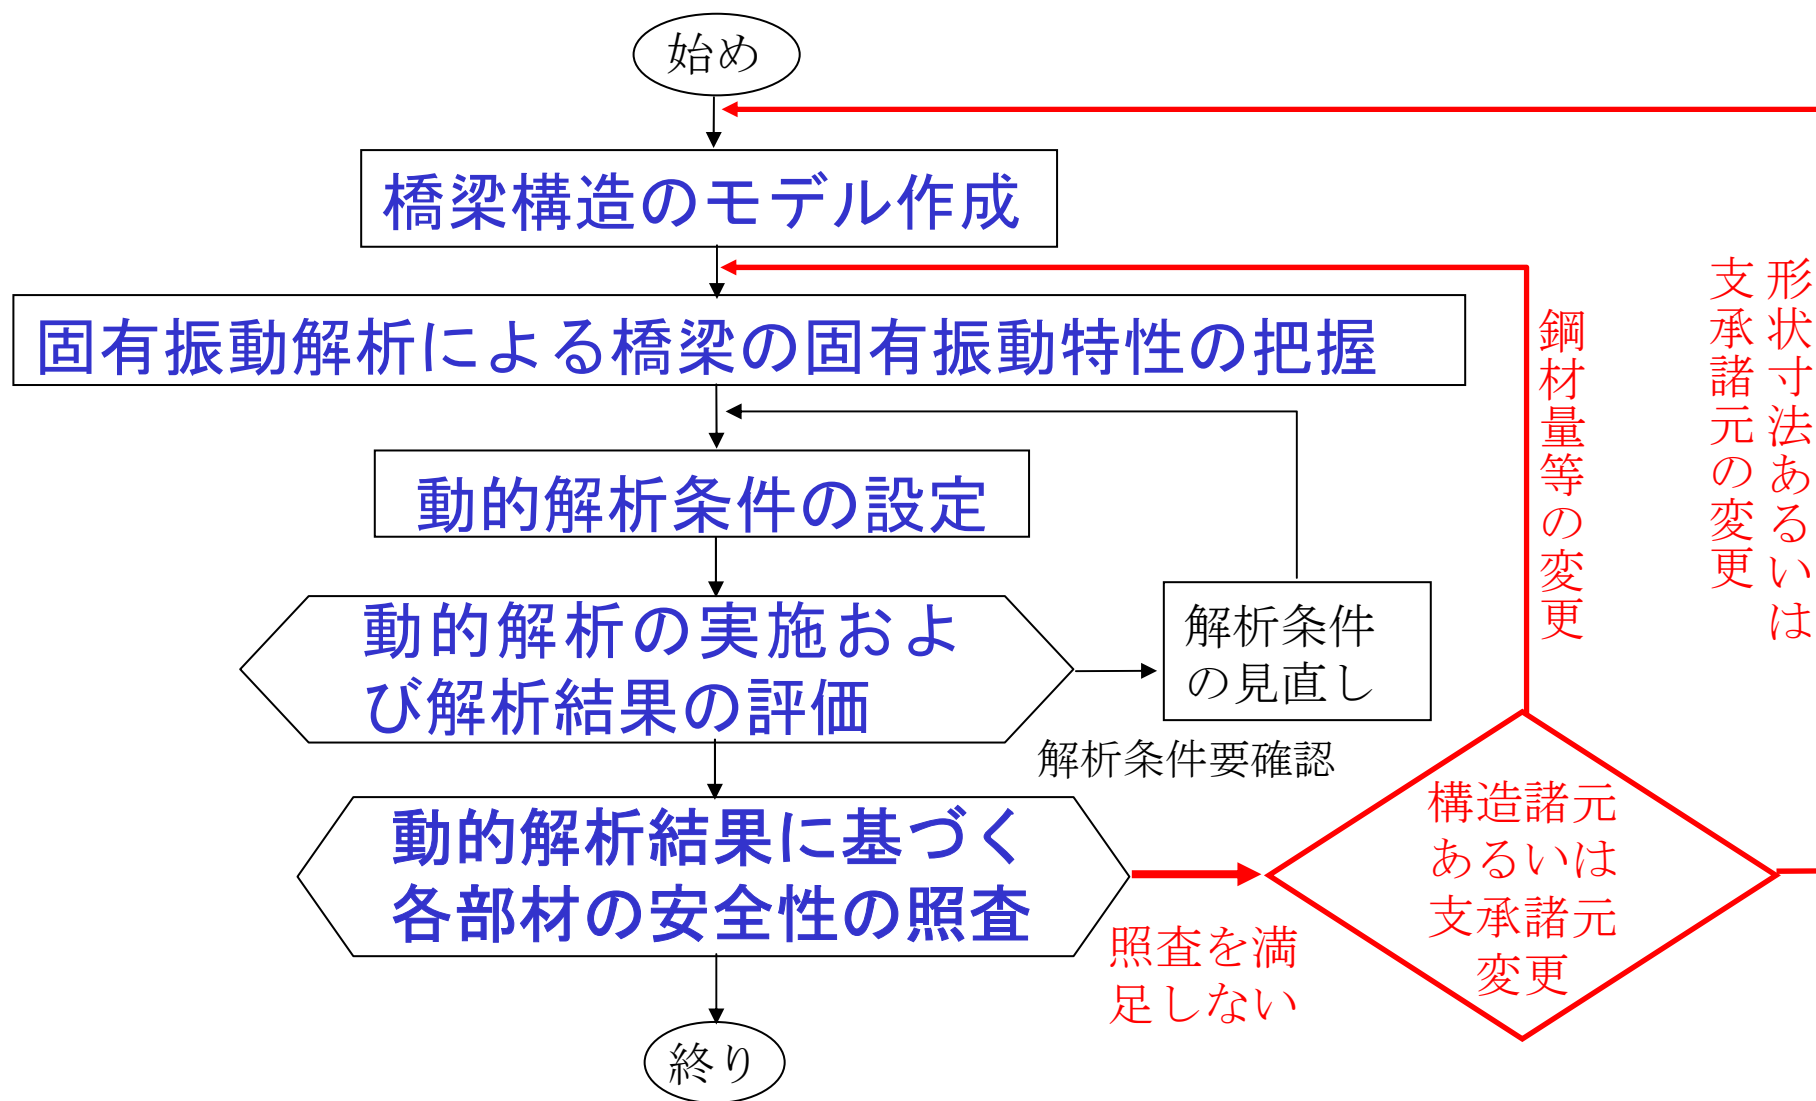 始め
橋梁構造のモデル作成
固有振動解析による橋梁の固有振動特性の把握
動的解析条件の設定
動的解析の実施およ
び解析結果の評価
解析条件
の見直し
解析条件要確認
動的解析結果に基づく
各部材の安全性の照査
照査を満
足しない
構造諸元
あるいは
支承諸元
変更
鋼材量等の変更
形状寸法あるいは
支承諸元の変更
終り